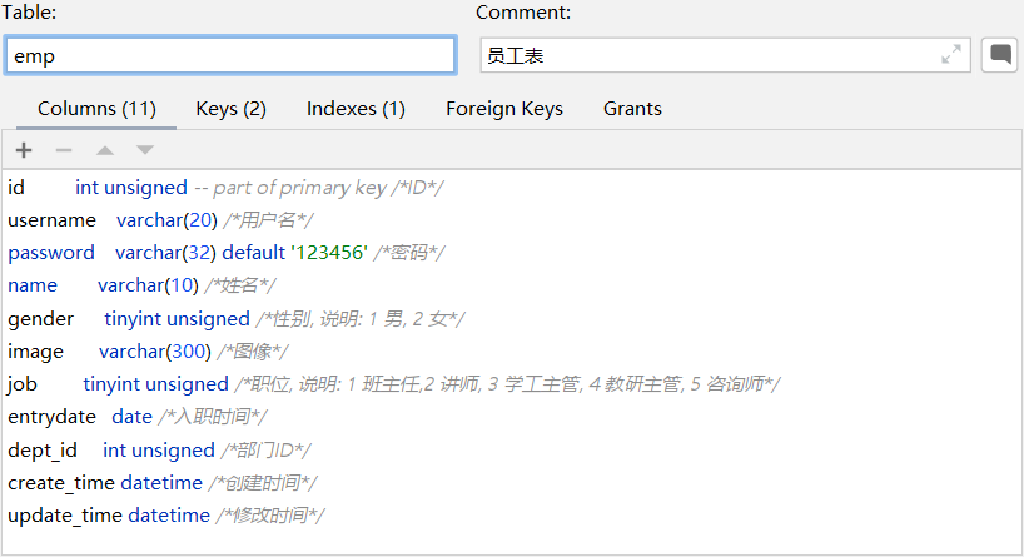 Table:
Comment:
emp
员工表
Columns (11) Keys (2) Indexes (1) Foreign Keys Grants
id int unsigned -- part of primary key /*ID*/
username varchar(20) /*用户名*/
password varchar(32) default '123456' /*密码*/
name varchar(10) /*姓名*/
gender tinyint unsigned /*性别, 说明: 1 男, 2 女*/
image varchar(300) /*图像*/
job tinyint unsigned /*职位, 说明: 1 班主任,2 讲师, 3 学工主管, 4 教研主管, 5 咨询师*/
entrydate date /*入职时间*/
dept_id int unsigned /*部门ID*/
create_time datetime /*创建时间*/
update_time datetime /*修改时间*/